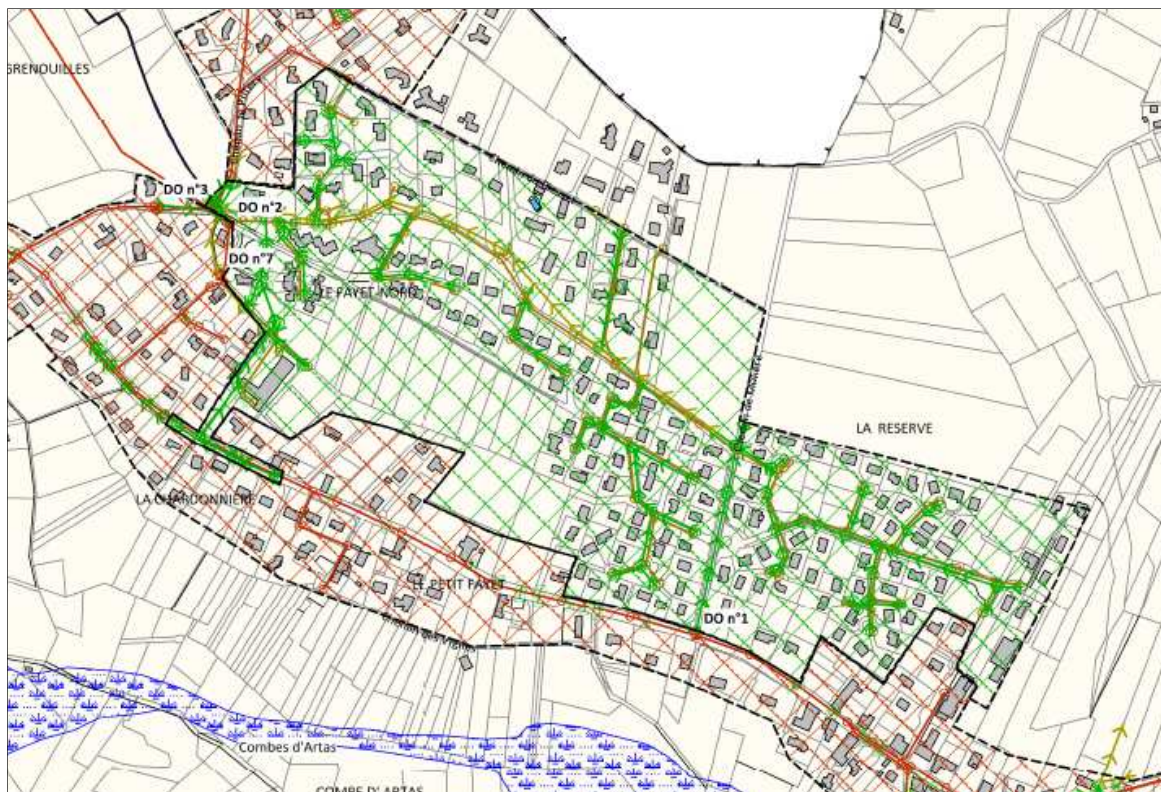 GRENOUILLES
DO n°3
DO n°2
DO n°7
LE FAYET NORD
LA RESERVE
LA CHARDONNIERE
LE PETIT FAYET
DO n°1
Combes d'Artas
COMBE D'ARTAS